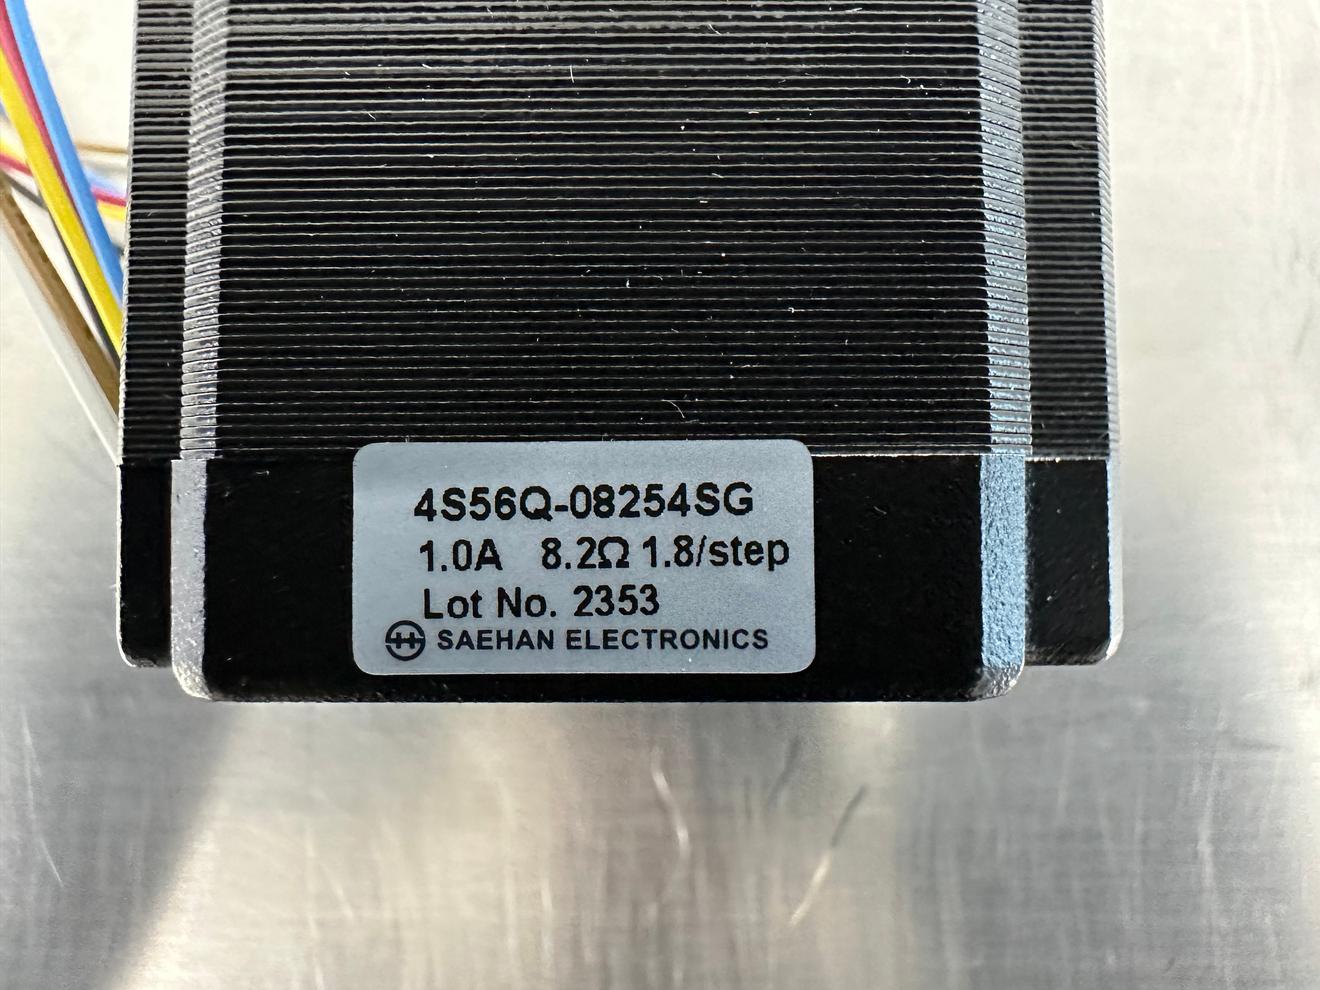 4S56Q-08254SG
1.0A 8.2Ω 1.8/step
Lot No. 2353
SAEHAN ELECTRONICS